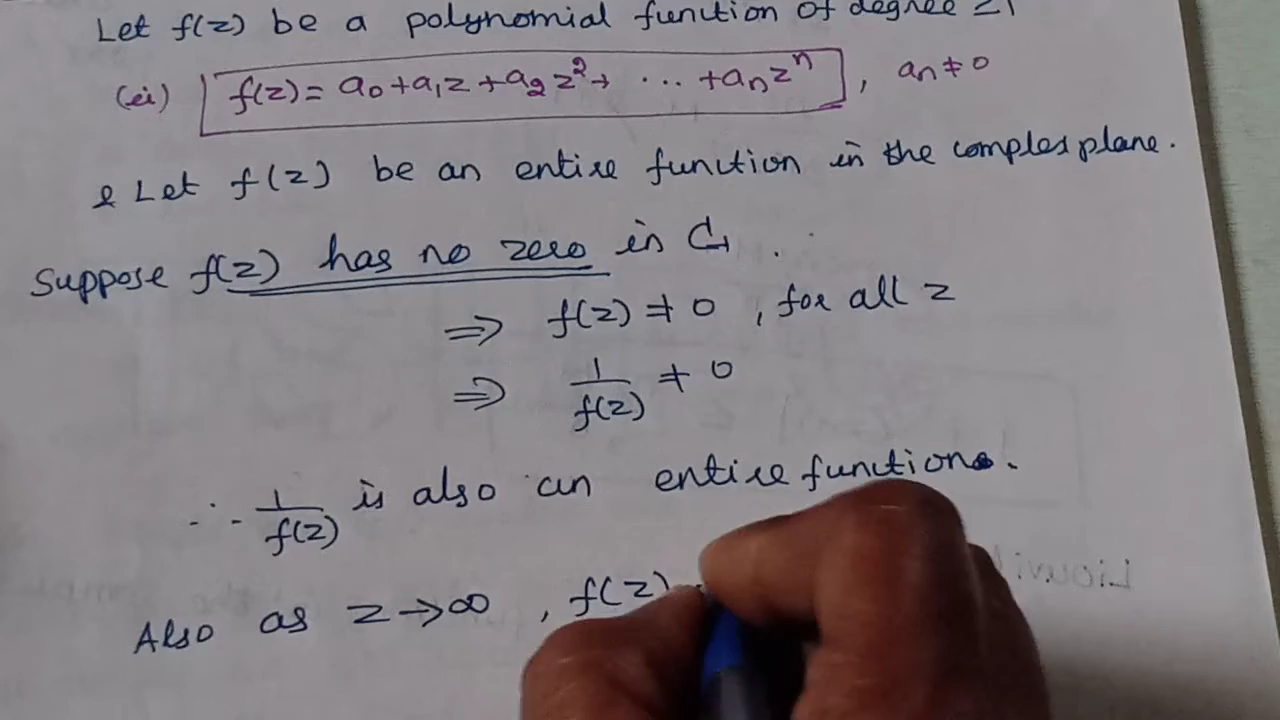 Let f(z) be a polynomial function of degree ≥1
(ie) f(z) = a₀+a₁z+a₂z²+ ... +aₙzⁿ , aₙ≠0
& Let f(z) be an entire function in the complex plane.
Suppose f(z) has no zero in ℂ.
⇒ f(z) ≠ 0 , for all z
⇒ 1/f(z) ≠ 0
∴ 1/f(z) is also an entire function.
Also as z→∞ , f(z)